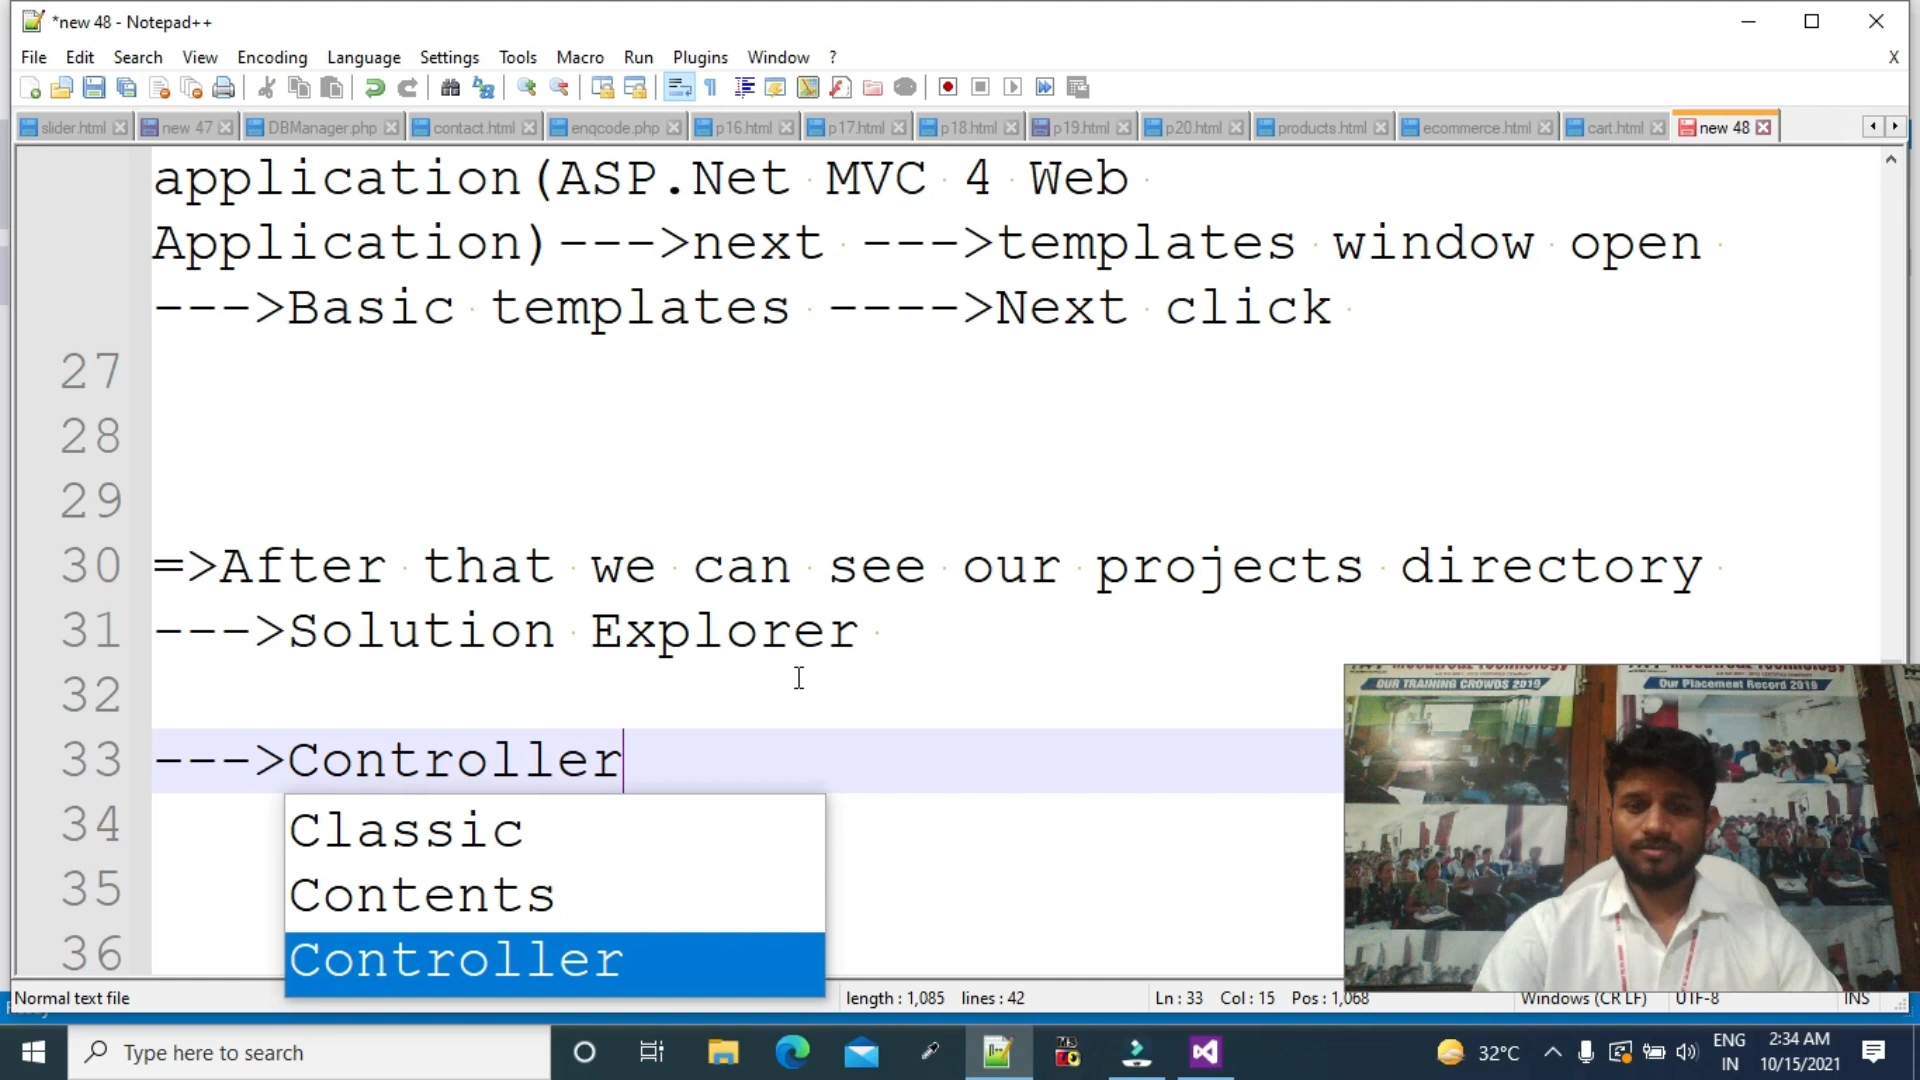 *new 48 - Notepad++
File Edit Search View Encoding Language Settings Tools Macro Run Plugins Window ? X
slider.html new 47 DBManager.php contact.html enqcode.php p16.html p17.html p18.html p19.html p20.html products.html ecommerce.html cart.html new 48
application(ASP.Net MVC 4 Web
Application)--->next --->templates window open
--->Basic templates ---->Next click
27
28
29
30 =>After that we can see our projects directory
31 --->Solution Explorer
32
33 --->Controller
34 Classic
35 Contents
36 Controller
OUR TRAINING CROWDS 2019
Our Placement Record 2019
Normal text file length : 1,085 lines : 42 Ln : 33 Col : 15 Pos : 1,068 Windows (CR LF) UTF-8 INS
Type here to search
32°C
ENG
IN
2:34 AM
10/15/2021